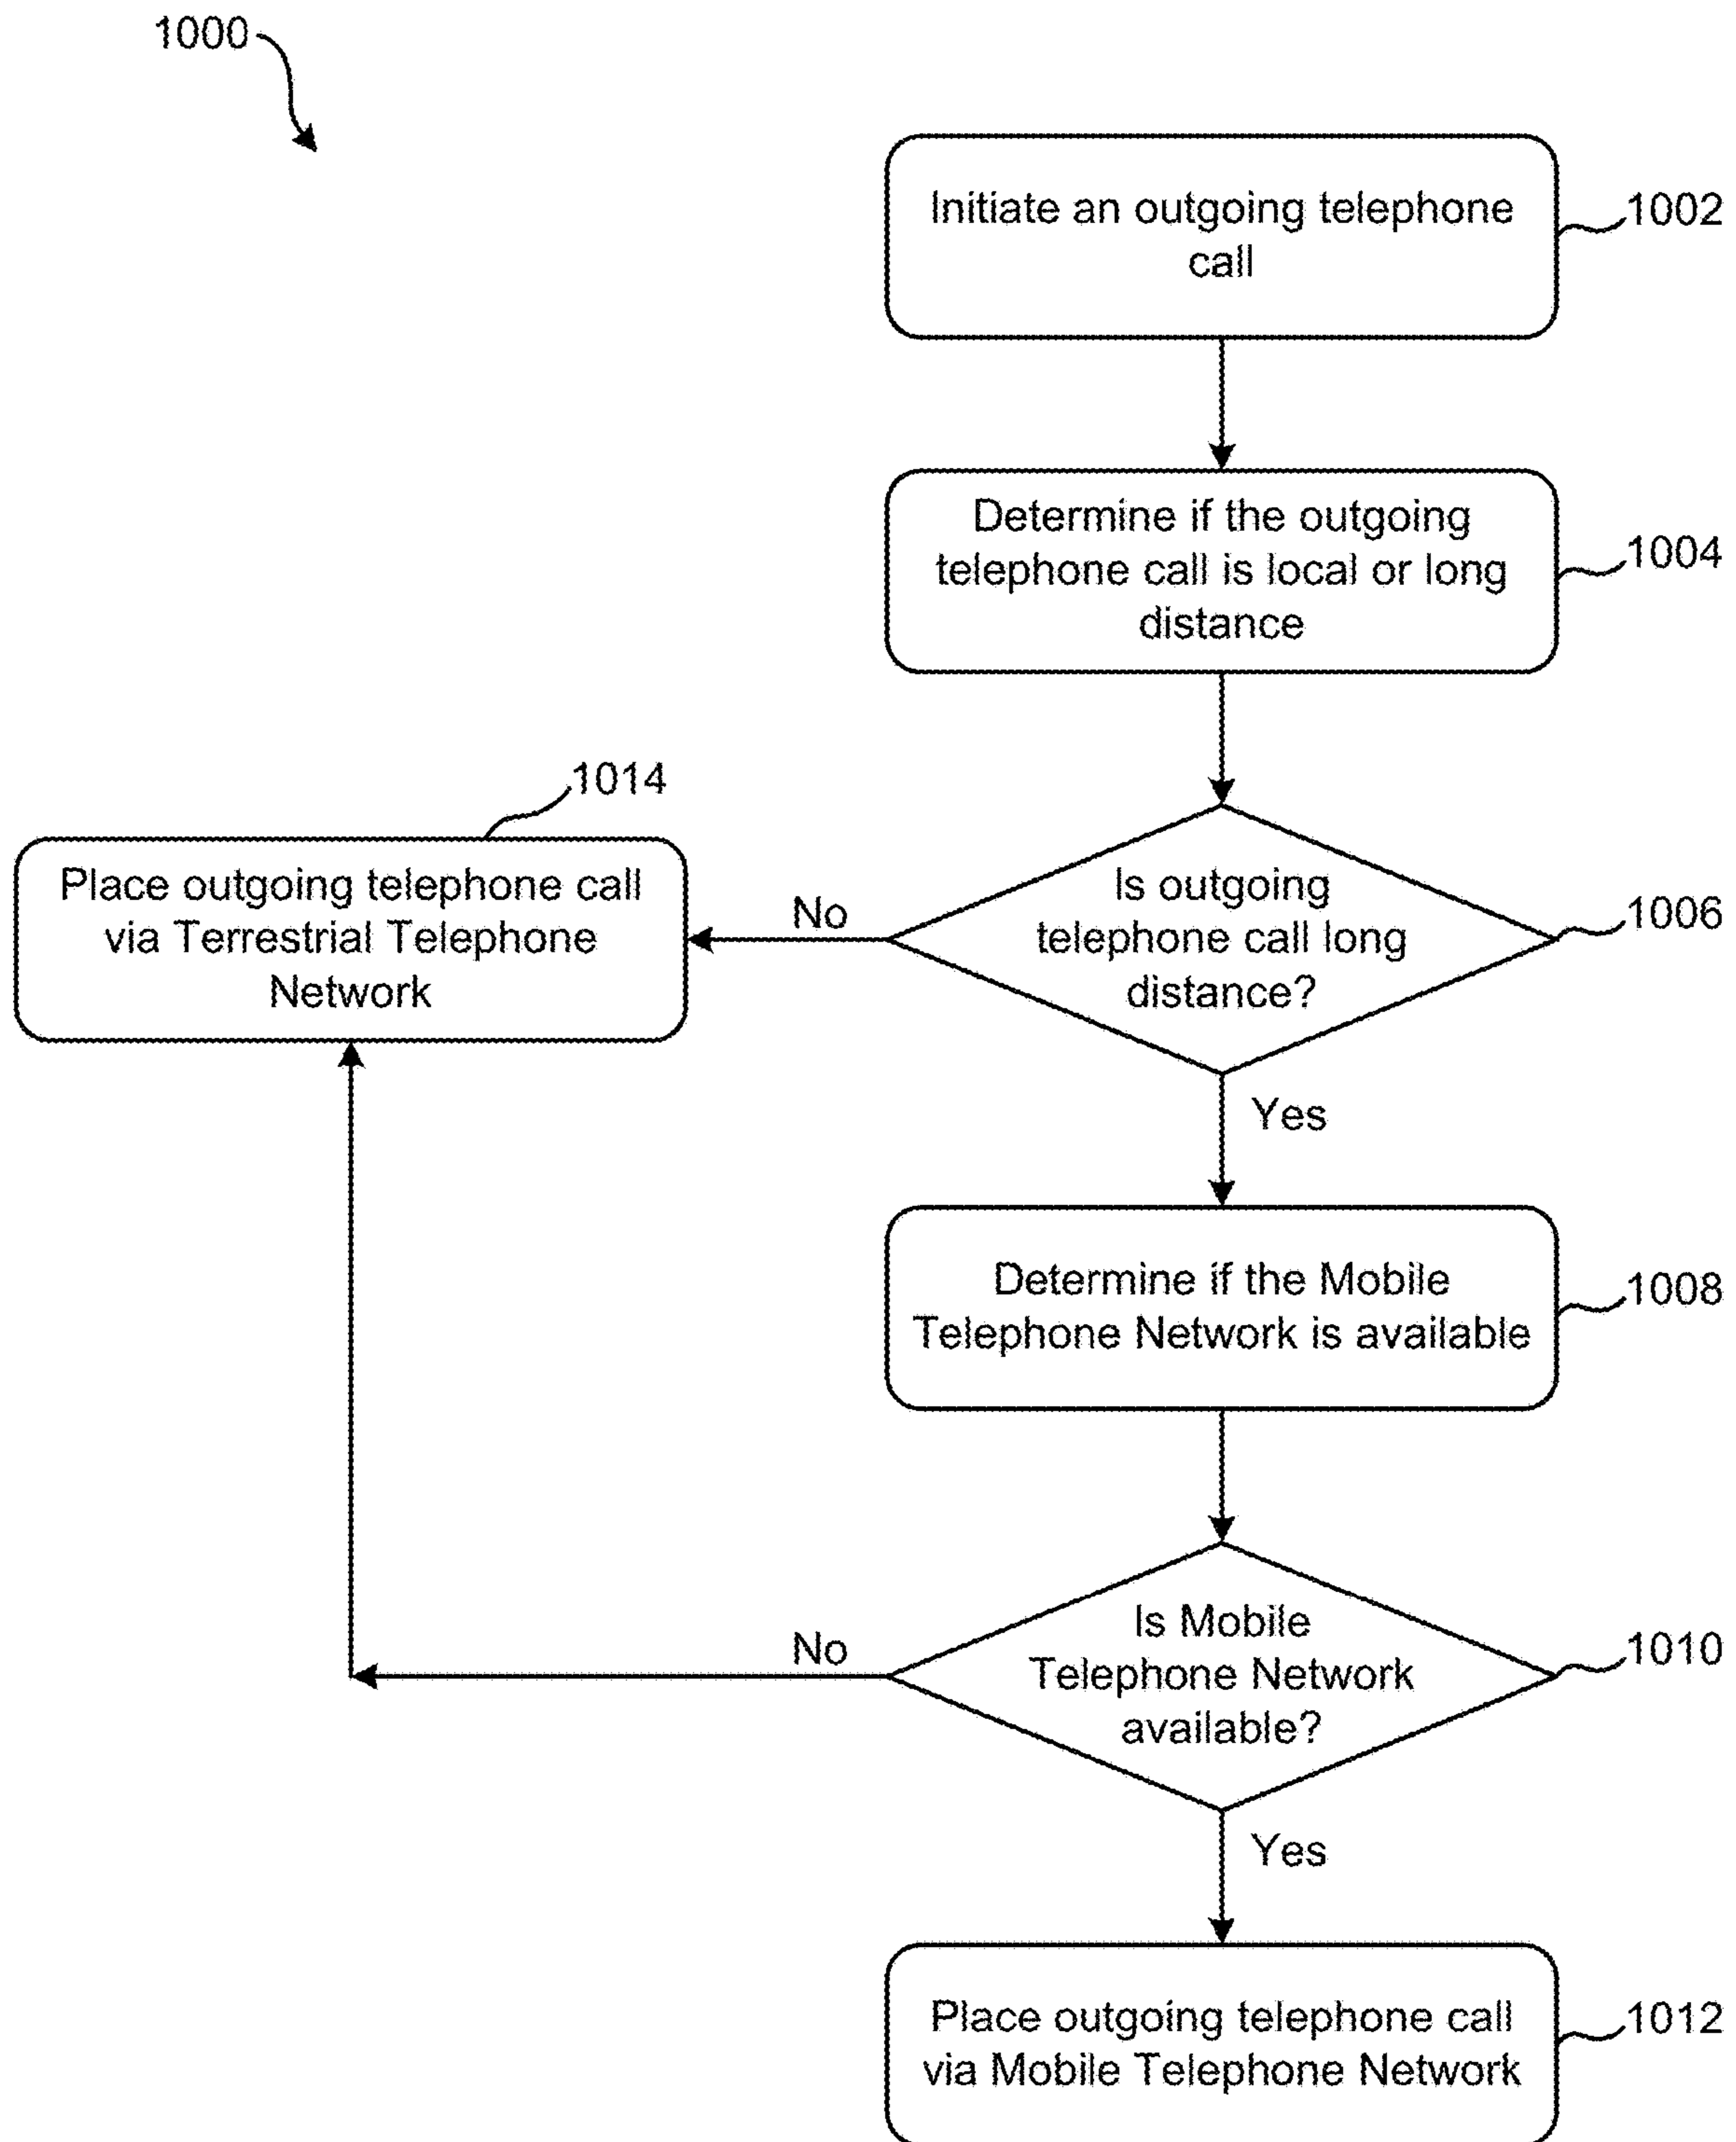 1000
Initiate an outgoing telephone
call
1002
Determine if the outgoing
telephone call is local or long
distance
1004
1014
Place outgoing telephone call
via Terrestrial Telephone
Network
No
Is outgoing
telephone call long
distance?
1006
Yes
Determine if the Mobile
Telephone Network is available
1008
No
Is Mobile
Telephone Network
available?
1010
Yes
Place outgoing telephone call
via Mobile Telephone Network
1012